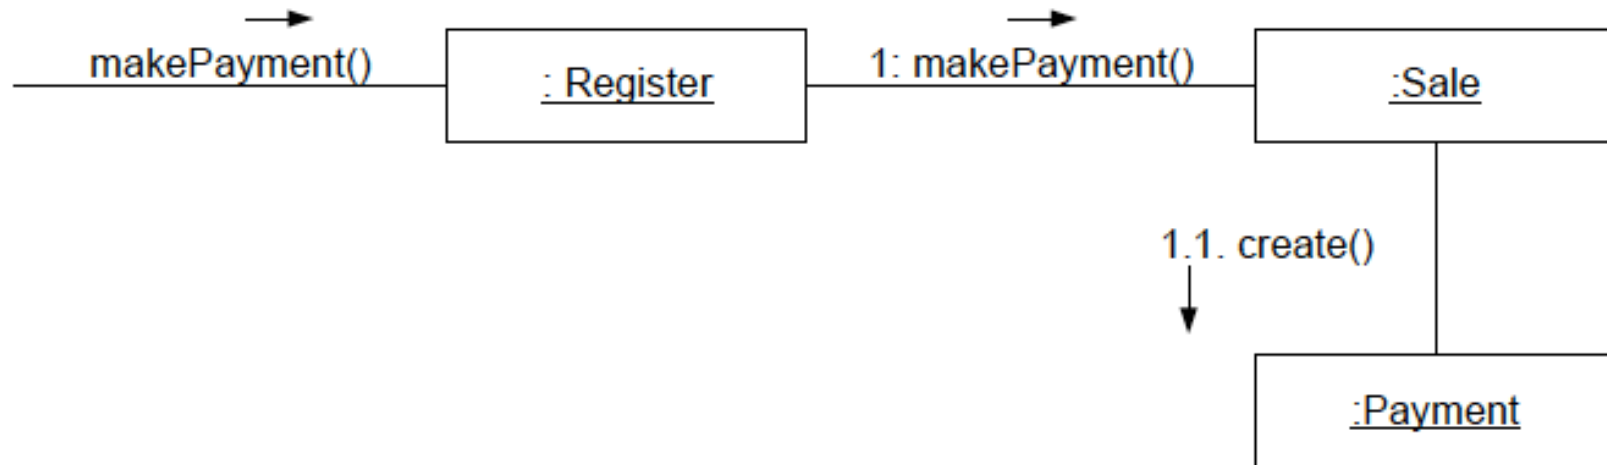 makePayment()
: Register
1: makePayment()
:Sale
1.1. create()
:Payment